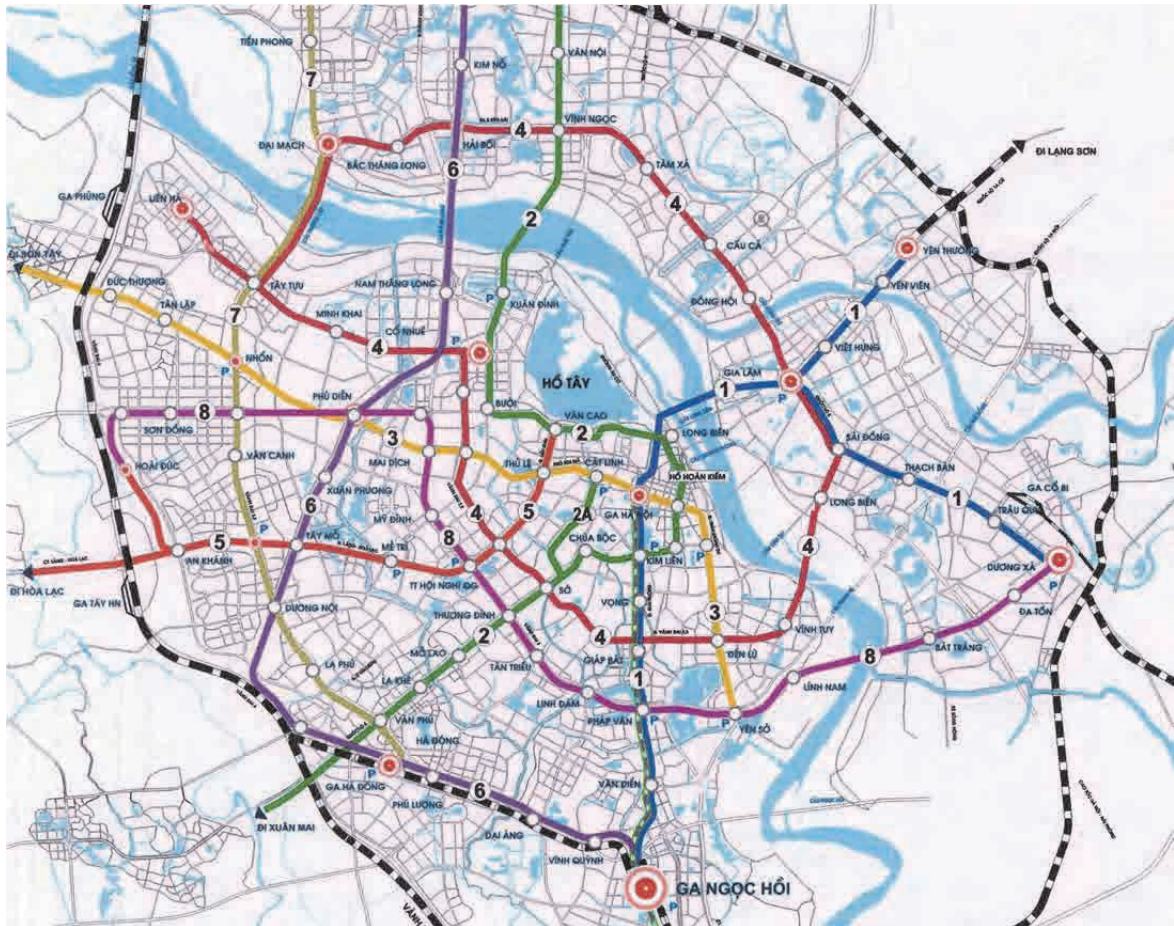 TIỀN PHONG
7
KIM NỖ
VÂN NỘI
2
ĐẠI MẠCH
BẮC THĂNG LONG
4
VĨNH NGỌC
HẢI BỐI
6
TÀM XÁ
ĐI LẠNG SƠN
GA PHÙNG
LIÊN HÀ
2
4
CẦU CẢ
YÊN THƯỜNG
ĐI SƠN TÂY
ĐỨC THƯỢNG
TÂY TỰU
NAM THĂNG LONG
P
XUÂN ĐỈNH
ĐÔNG HỘI
YÊN VIÊN
TÂN LẬP
7
MINH KHAI
1
CỔ NHUẾ
4
P
VIỆT HƯNG
NHỔN
P
HỒ TÂY
GIA LÂM
1
P
PHÚ DIỄN
8
SƠN ĐỒNG
BƯỞI
VĂN CAO
2
LONG BIÊN
3
VÂN CANH
MAI DỊCH
THỦ LỆ
CÁT LINH
SÀI ĐỒNG
HOÀI ĐỨC
P
HỒ HOÀN KIẾM
THẠCH BÀN
GA CỔ BI
XUÂN PHƯƠNG
GA HÀ NỘI
LONG BIÊN
1
TRÂU QUỲ
6
MỸ ĐÌNH
4
5
2A
P
TÂY MỖ
8
CHÙA BỘC
P
4
5
AN KHÁNH
MỄ TRÌ
P
P
KIM LIÊN
DƯƠNG XÁ
P
ĐI HÒA LẠC
GA TÂY HN
TT HỘI NGHỊ QG
SỞ
ĐA TỐN
DƯƠNG NỘI
THƯỢNG ĐÌNH
VỌNG
3
VĨNH TUY
2
4
BÁT TRÀNG
MỖ LAO
TÂN TRIỀU
GIÁP BÁT
ĐỀN LỪ
8
LA PHÙ
LA KHÊ
1
LĨNH NAM
LINH ĐÀM
PHÁP VÂN
P
P
YÊN SỞ
VĂN PHÚ
HÀ ĐÔNG
P
GA HÀ ĐÔNG
VĂN ĐIỂN
6
PHÚ LƯƠNG
ĐI XUÂN MAI
ĐẠI ÁNG
VĨNH QUỲNH
GA NGỌC HỒI
P